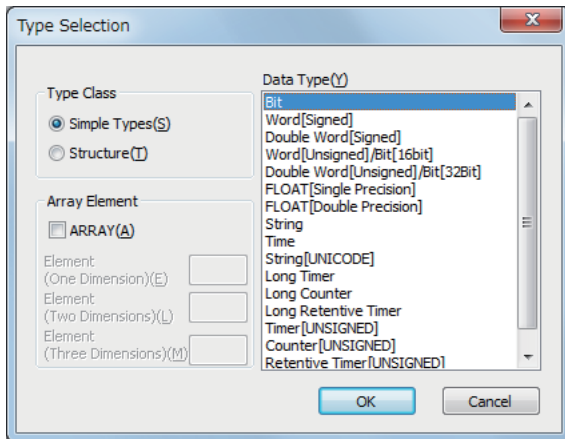 Type Selection
Type Class
Simple Types(S)
Structure(T)
Array Element
ARRAY(A)
Element
(One Dimension)(E)
Element
(Two Dimensions)(L)
Element
(Three Dimensions)(M)
Data Type(Y)
Bit
Word[Signed]
Double Word[Signed]
Word[Unsigned]/Bit[16bit]
Double Word[Unsigned]/Bit[32Bit]
FLOAT[Single Precision]
FLOAT[Double Precision]
String
Time
String[UNICODE]
Long Timer
Long Counter
Long Retentive Timer
Timer[UNSIGNED]
Counter[UNSIGNED]
Retentive Timer[UNSIGNED]
OK
Cancel